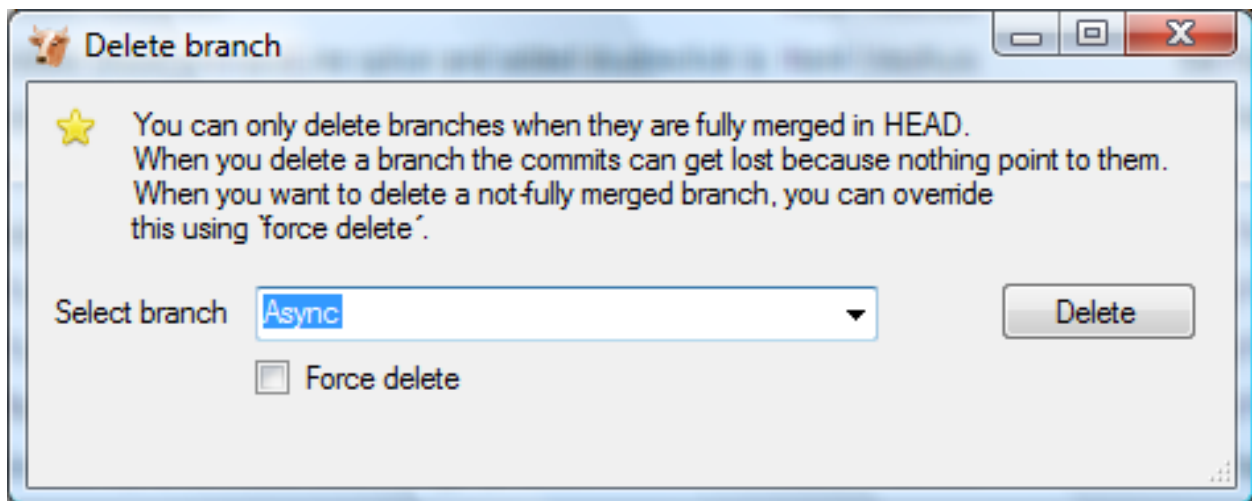 Delete branch
You can only delete branches when they are fully merged in HEAD.
When you delete a branch the commits can get lost because nothing point to them.
When you want to delete a not-fully merged branch, you can override
this using `force delete´.
Select branch Async Delete
Force delete